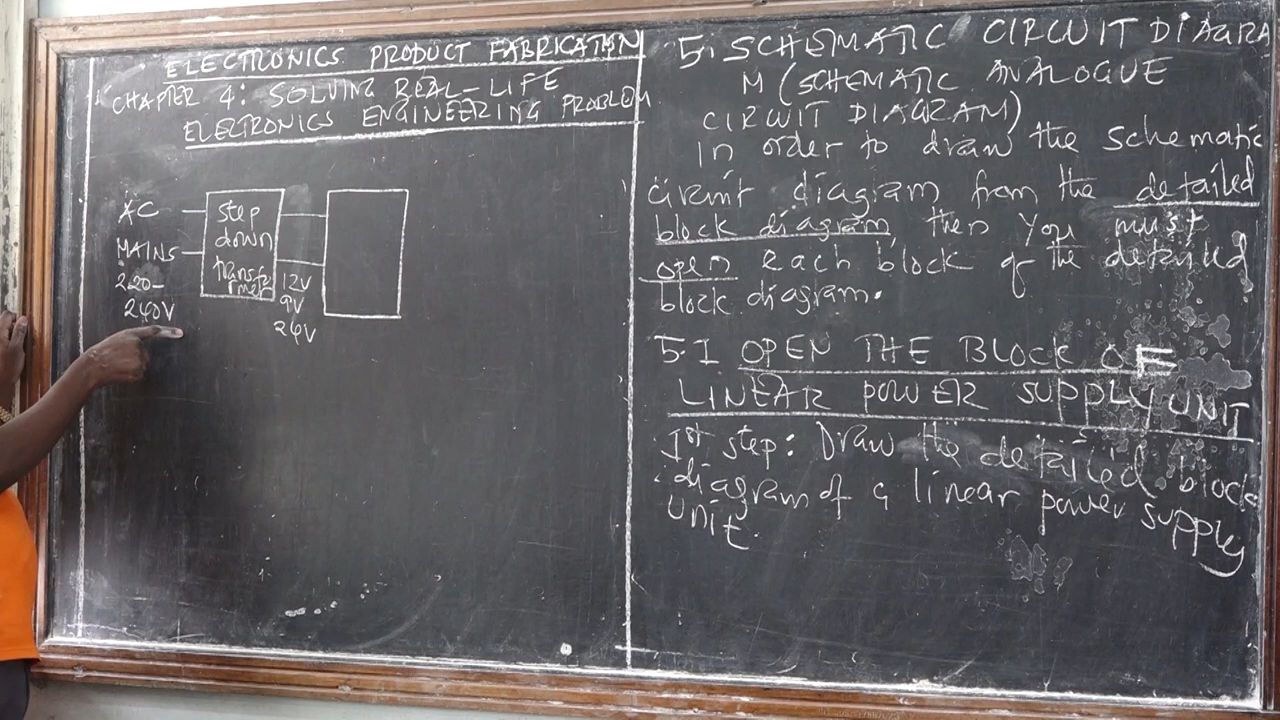 ELECTRONICS PRODUCT FABRICATION
CHAPTER 4: SOLVING REAL-LIFE
ELECTRONICS ENGINEERING PROBLEM
AC
MAINS
220-
240V
step
down
transfor
mer
12V
9V
24V
5. SCHEMATIC CIRCUIT DIAGRA
M (SCHEMATIC ANALOGUE
CIRCUIT DIAGRAM)
In order to draw the schematic
circuit diagram from the detailed
block diagram then you must
open each block of the detailed
block diagram.
5.1 OPEN THE BLOCK OF
LINEAR POWER SUPPLY UNIT
1st step: Draw the detailed block
diagram of a linear power supply
unit.